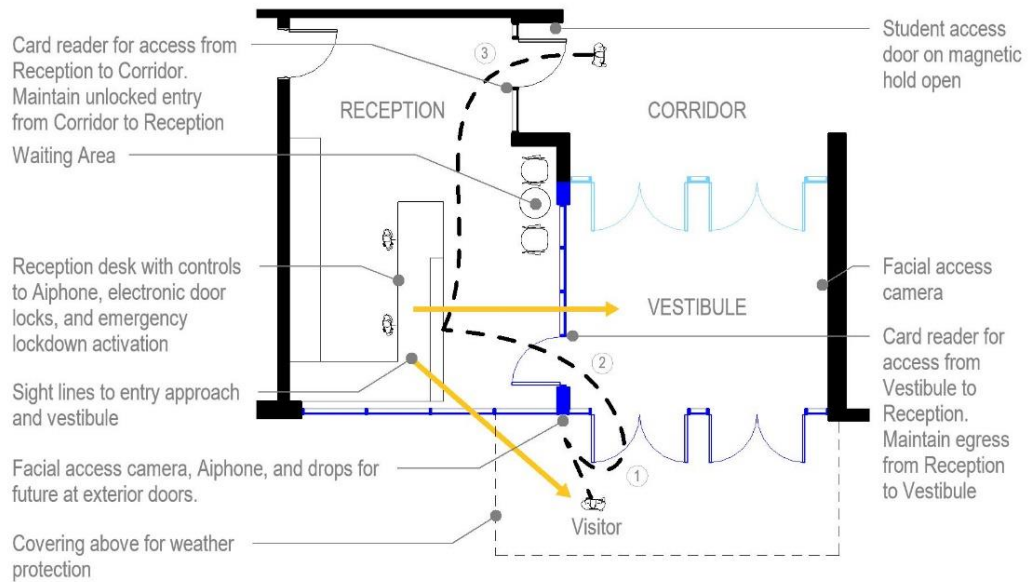 Card reader for access from
Reception to Corridor.
Maintain unlocked entry
from Corridor to Reception
Waiting Area
Reception desk with controls
to Aiphone, electronic door
locks, and emergency
lockdown activation
Sight lines to entry approach
and vestibule
Facial access camera, Aiphone, and drops for
future at exterior doors.
Covering above for weather
protection
RECEPTION
3
CORRIDOR
VESTIBULE
2
1
Visitor
Student access
door on magnetic
hold open
Facial access
camera
Card reader for
access from
Vestibule to
Reception.
Maintain egress
from Reception
to Vestibule